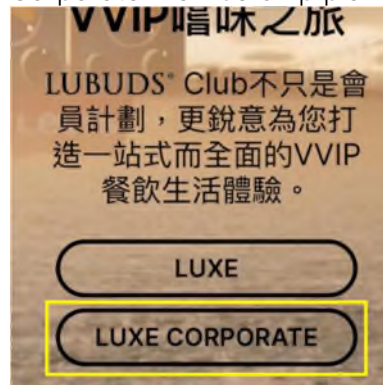 VVIP嚐味之旅
LUBUDS® Club不只是會
員計劃，更銳意為您打
造一站式而全面的VVIP
餐飲生活體驗。
LUXE
LUXE CORPORATE